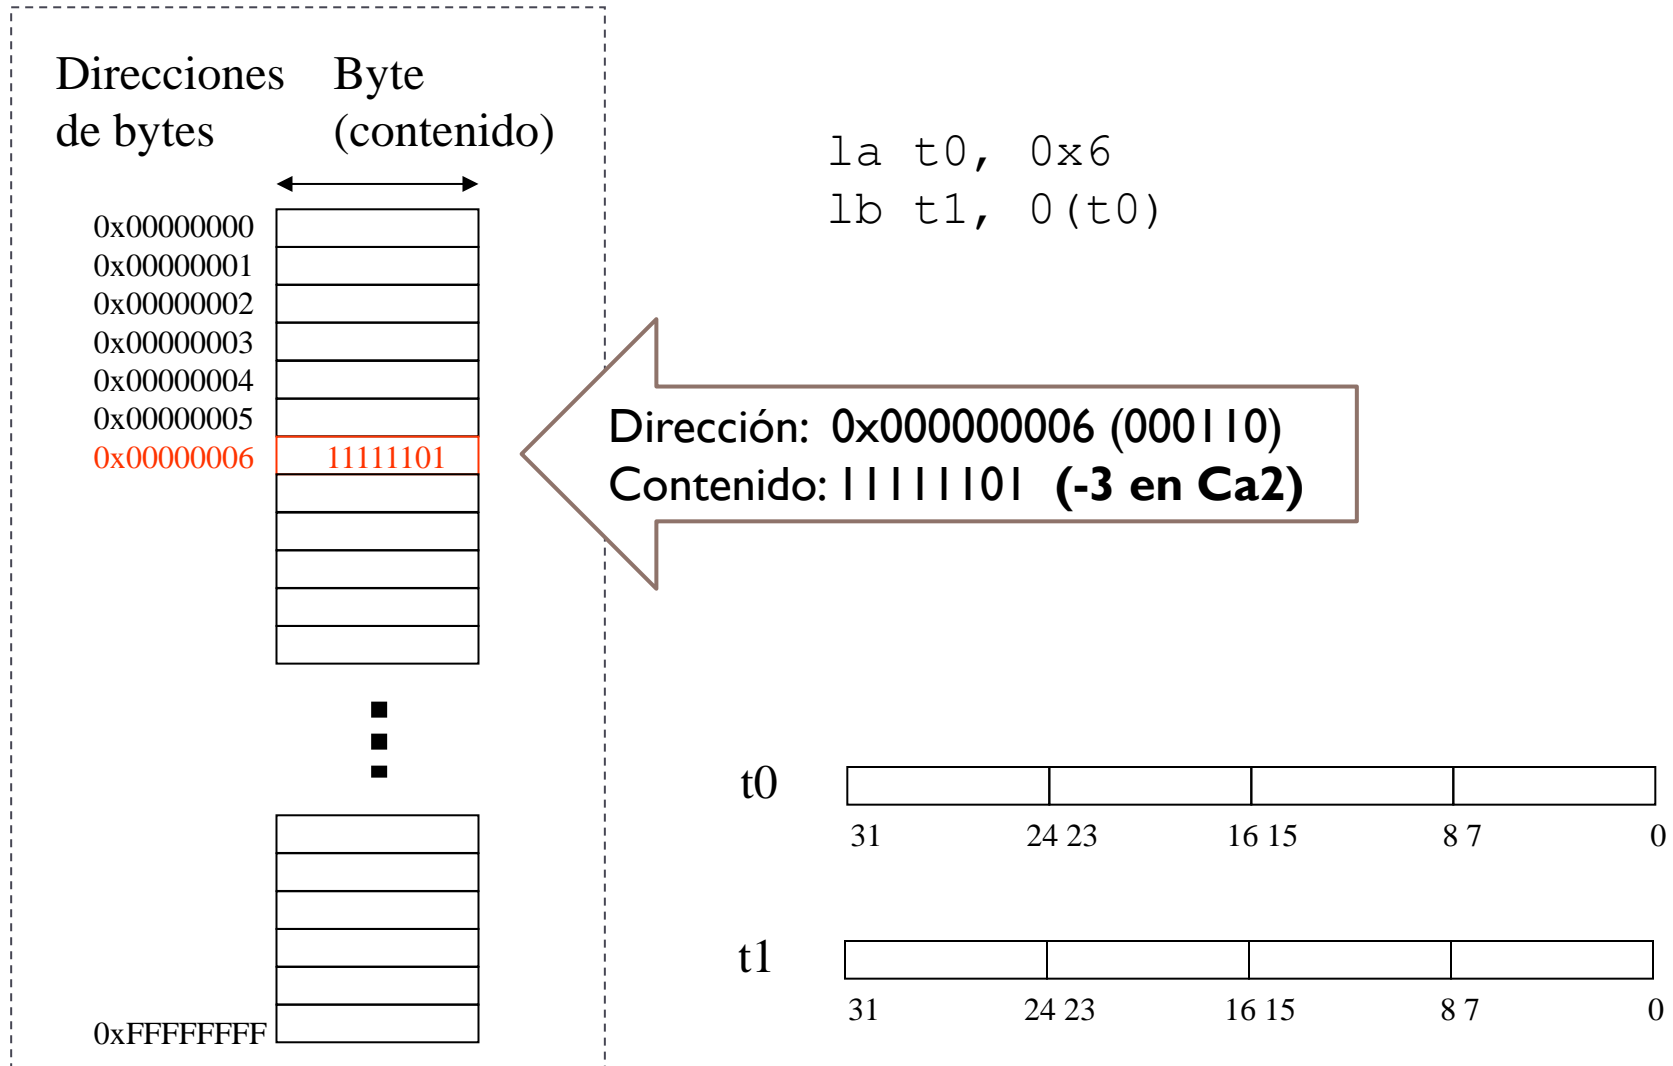 Direcciones
de bytes
Byte
(contenido)
la t0, 0x6
lb t1, 0(t0)
0x00000000
0x00000001
0x00000002
0x00000003
0x00000004
0x00000005
0x00000006 11111101
Dirección: 0x000000006 (000110)
Contenido: 11111101 (-3 en Ca2)
0xFFFFFFFF
t0
31 24 23 16 15 8 7 0
t1
31 24 23 16 15 8 7 0